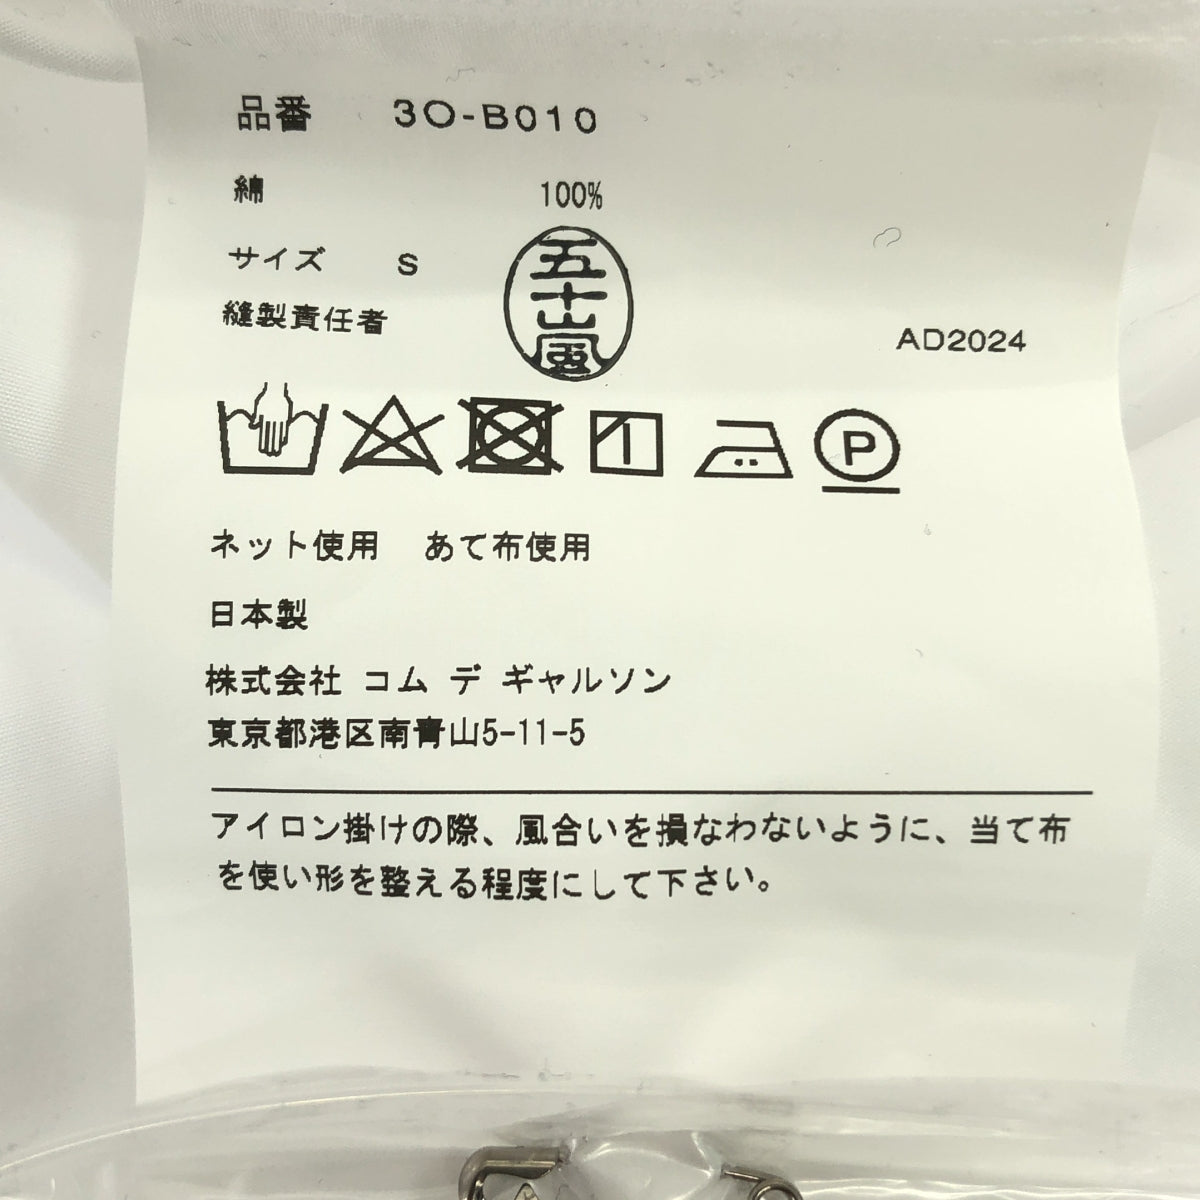 品番 3O-B010
綿 100%
サイズ S
縫製責任者 五十嵐
AD2024
P
ネット使用 あて布使用
日本製
株式会社 コム デ ギャルソン
東京都港区南青山5-11-5
アイロン掛けの際、風合いを損なわないように、当て布
を使い形を整える程度にして下さい。